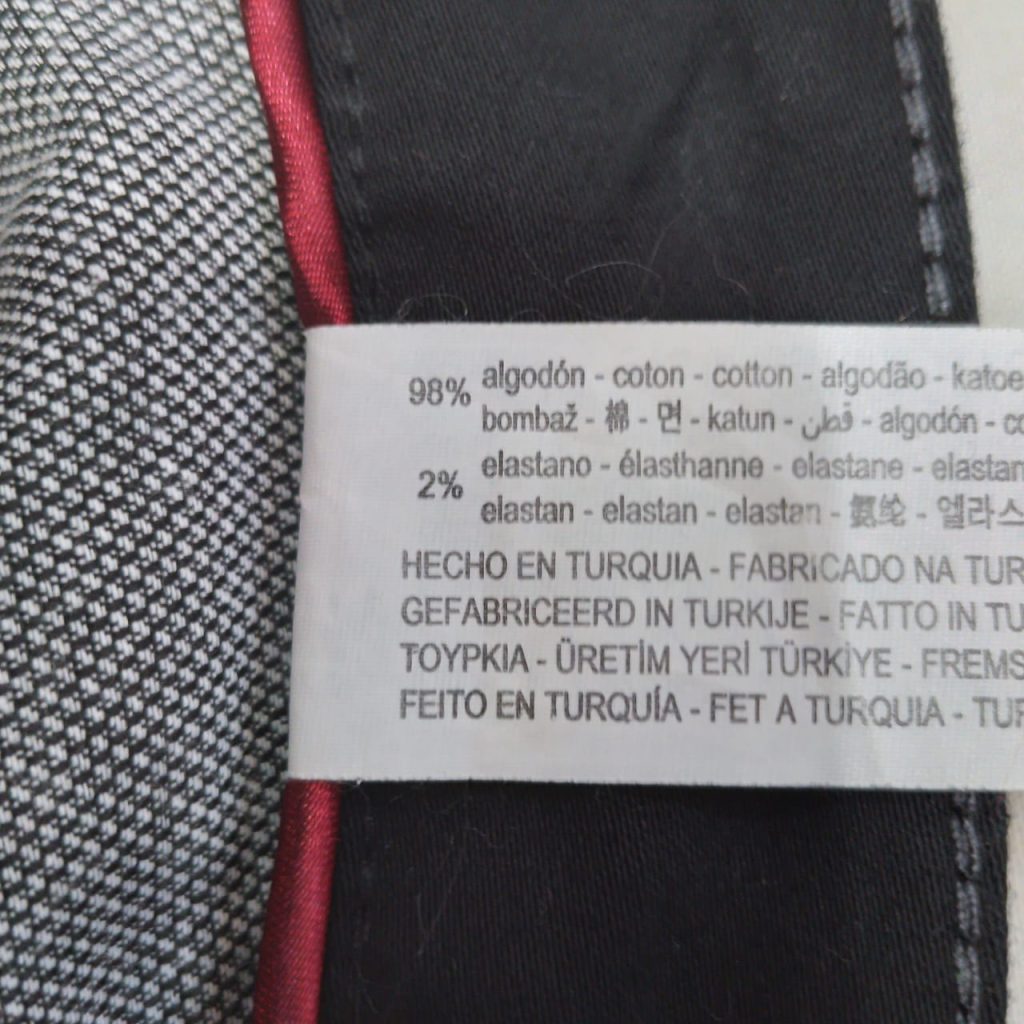 98% algodón - coton - cotton - algodão - katoe
bombaž - 棉 - 면 - katun - قطن - algodón - co
2% elastano - élasthanne - elastane - elastan
elastan - elastan - elastan - 氨纶 - 엘라스
HECHO EN TURQUIA - FABRICADO NA TUR
GEFABRICEERD IN TURKIJE - FATTO IN TU
ΤΟΥΡΚΙΑ - ÜRETİM YERİ TÜRKİYE - FREMS
FEITO EN TURQUÍA - FET A TURQUIA - TUR